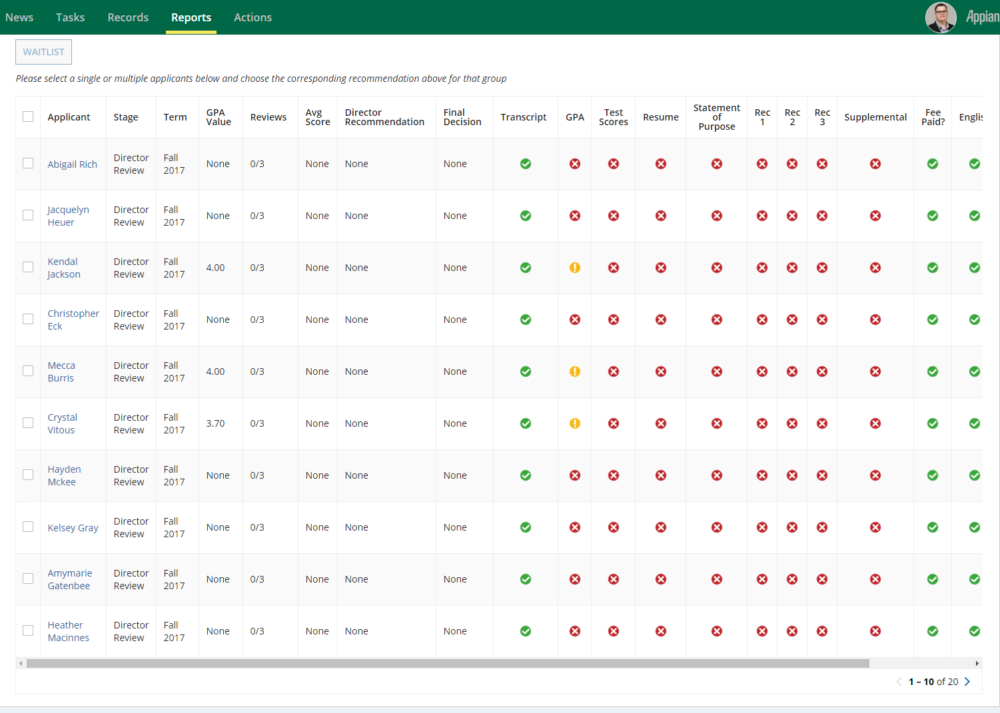 News Tasks Records Reports Actions Appian
WAITLIST
Please select a single or multiple applicants below and choose the corresponding recommendation above for that group
Applicant Stage Term GPA Value Reviews Avg Score Director Recommendation Final Decision Transcript GPA Test Scores Resume Statement of Purpose Rec 1 Rec 2 Rec 3 Supplemental Fee Paid? Englis
Abigail Rich Director Review Fall 2017 None 0/3 None None None
Jacquelyn Heuer Director Review Fall 2017 None 0/3 None None None
Kendal Jackson Director Review Fall 2017 4.00 0/3 None None None
Christopher Eck Director Review Fall 2017 None 0/3 None None None
Mecca Burris Director Review Fall 2017 4.00 0/3 None None None
Crystal Vitous Director Review Fall 2017 3.70 0/3 None None None
Hayden Mckee Director Review Fall 2017 None 0/3 None None None
Kelsey Gray Director Review Fall 2017 None 0/3 None None None
Amymarie Gatenbee Director Review Fall 2017 None 0/3 None None None
Heather Macinnes Director Review Fall 2017 None 0/3 None None None
1 – 10 of 20